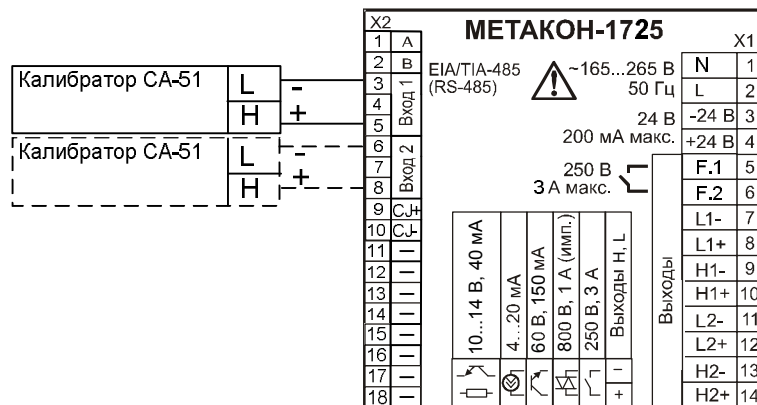 X2
МЕТАКОН-1725
X1
1 A
2 B
3
4
5
Вход 1
6
7
8
Вход 2
9 CJ+
10 CJ-
11 –
12 –
13 –
14 –
15 –
16 –
17 –
18 –
Калибратор СА-51 L -
H +
Калибратор СА-51 L -
H +
EIA/TIA-485
(RS-485)
~165...265 В
50 Гц
24 В
200 мА макс.
250 В
3 А макс.
N 1
L 2
-24 В 3
+24 В 4
F.1 5
F.2 6
L1- 7
L1+ 8
H1- 9
H1+ 10
L2- 11
L2+ 12
H2- 13
H2+ 14
Выходы
10...14 В, 40 мА
4...20 мА
60 В, 150 мА
800 В, 1 А (имп.)
250 В, 3 А
Выходы H, L
–
+